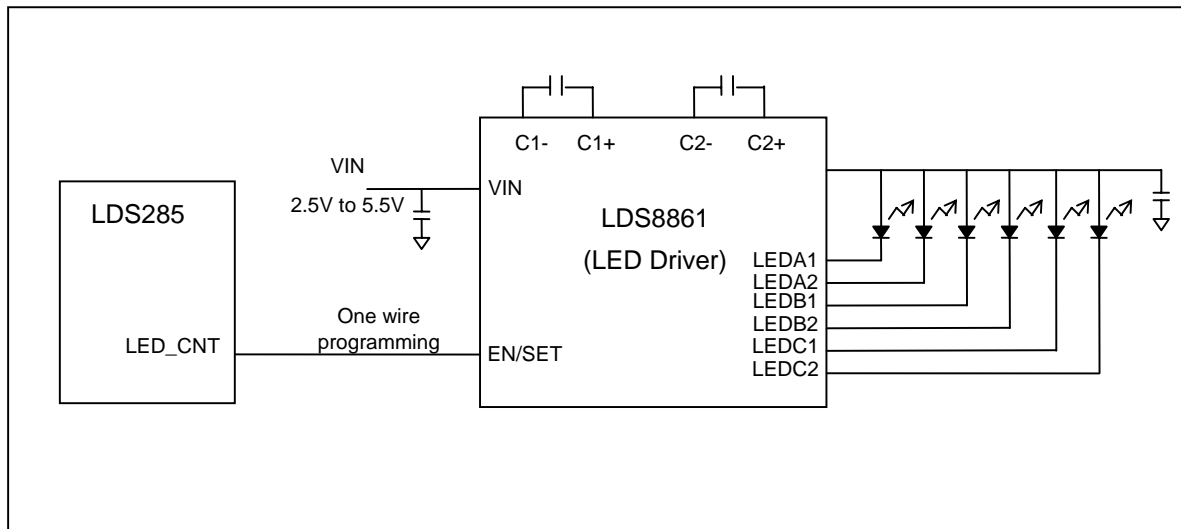 C1- C1+ C2- C2+
VIN
2.5V to 5.5V
VIN
LDS285
LDS8861
(LED Driver)
LEDA1
LEDA2
LEDB1
LEDB2
LEDC1
LEDC2
One wire
programming
LED_CNT
EN/SET